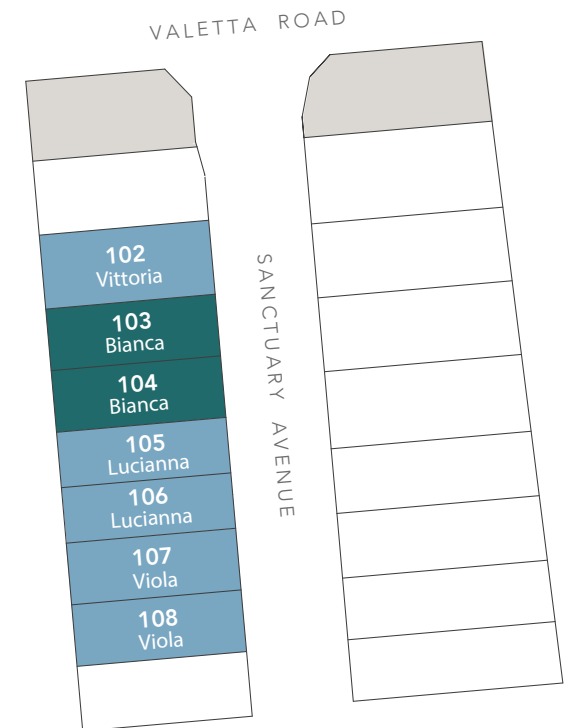 VALETTA ROAD
102
Vittoria
103
Bianca
104
Bianca
105
Lucianna
106
Lucianna
107
Viola
108
Viola
SANCTUARY AVENUE